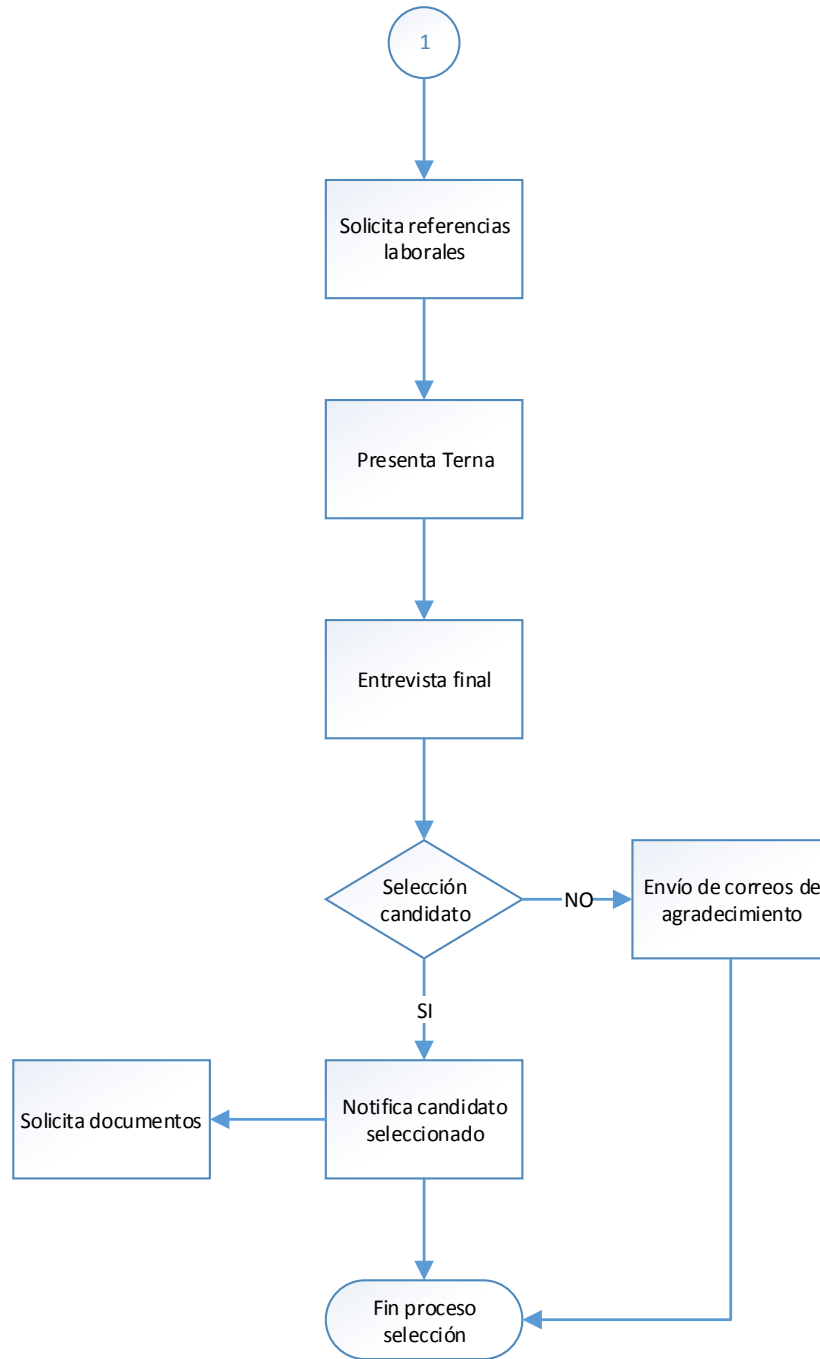 1
Solicita referencias
laborales
Presenta Terna
Entrevista final
Selección
candidato
NO
Envío de correos de
agradecimiento
SI
Solicita documentos
Notifica candidato
seleccionado
Fin proceso
selección